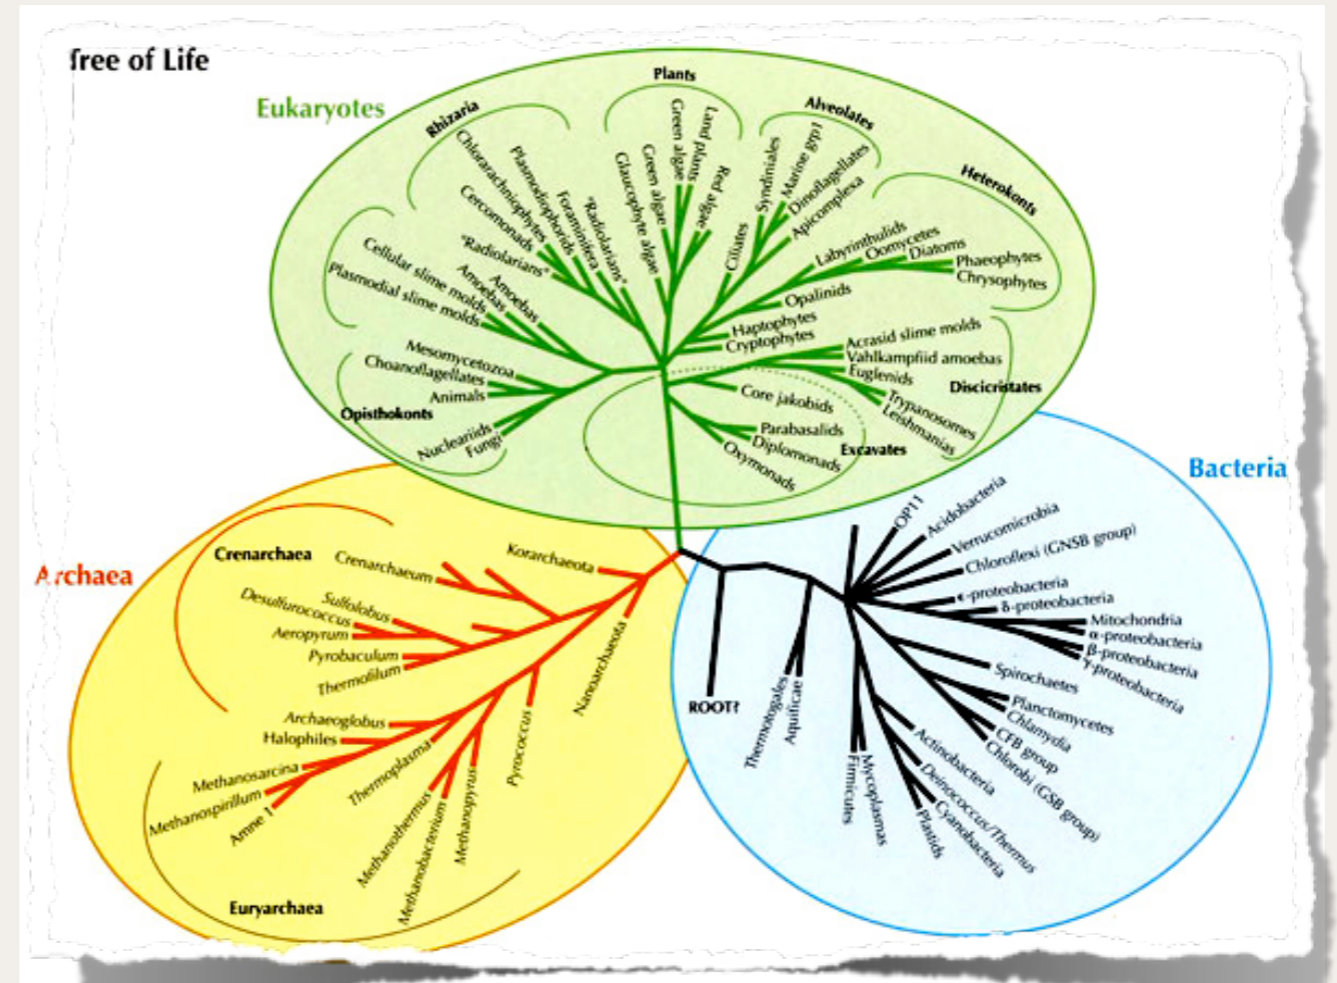 Tree of Life
Eukaryotes
Rhizaria
Plants
Alveolates
Heterokonts
Chlorarachniophytes
Cercomonads
"Radiolarians"
Plasmodiophorids
Foraminifera
"Radiolarians"
Glaucophyte algae
Green algae
Green algae
Land plants
Red algae
Ciliates
Syndiniales
Marine grp1
Dinoflagellates
Apicomplexa
Labyrinthulids
Oomycetes
Diatoms
Phaeophytes
Chrysophytes
Opalinids
Haptophytes
Cryptophytes
Cellular slime molds
Plasmodial slime molds
Amoebas
Amoebas
Mesomycetozoa
Choanoflagellates
Animals
Opisthokonts
Nucleariids
Fungi
Acrasid slime molds
Vahlkampfiid amoebas
Euglenids
Discicristates
Trypanosomes
Leishmanias
Core jakobids
Parabasalids
Diplomonads
Oxymonads
Excavates
Archaea
Crenarchaea
Crenarchaeum
Korarchaeota
Sulfolobus
Desulfurococcus
Aeropyrum
Pyrobaculum
Thermofilum
Nanoarchaeota
Archaeoglobus
Halophiles
Methanosarcina
Methanospirillum
Amne 1
Thermoplasma
Methanothermus
Methanobacterium
Methanopyrus
Pyrococcus
Euryarchaea
Bacteria
OP11
Acidobacteria
Verrucomicrobia
Chloroflexi (GNSB group)
ϵ-proteobacteria
δ-proteobacteria
Mitochondria
α-proteobacteria
β-proteobacteria
γ-proteobacteria
Spirochaetes
Planctomycetes
Chlamydia
CFB group
Chlorobi (GSB group)
Actinobacteria
Deinococcus/Thermus
Cyanobacteria
Plastids
Mycoplasmas
Firmicutes
Aquificae
Thermotogales
ROOT?